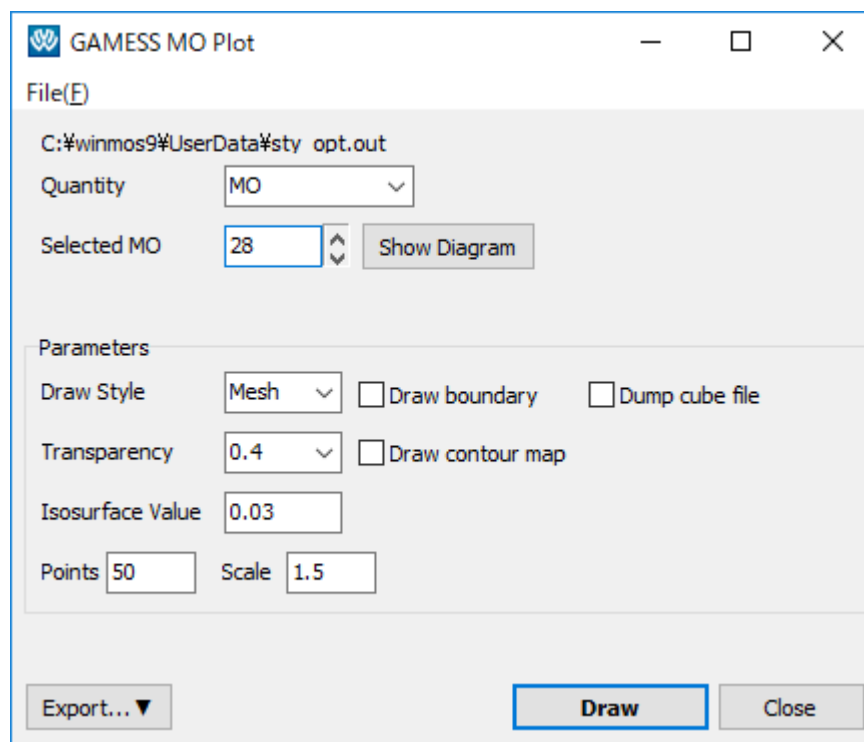 GAMESS MO Plot
File(F)
C:¥winmos9¥UserData¥sty_opt.out
Quantity MO
Selected MO 28 Show Diagram
Parameters
Draw Style Mesh Draw boundary Dump cube file
Transparency 0.4 Draw contour map
Isosurface Value 0.03
Points 50 Scale 1.5
Export...▼ Draw Close